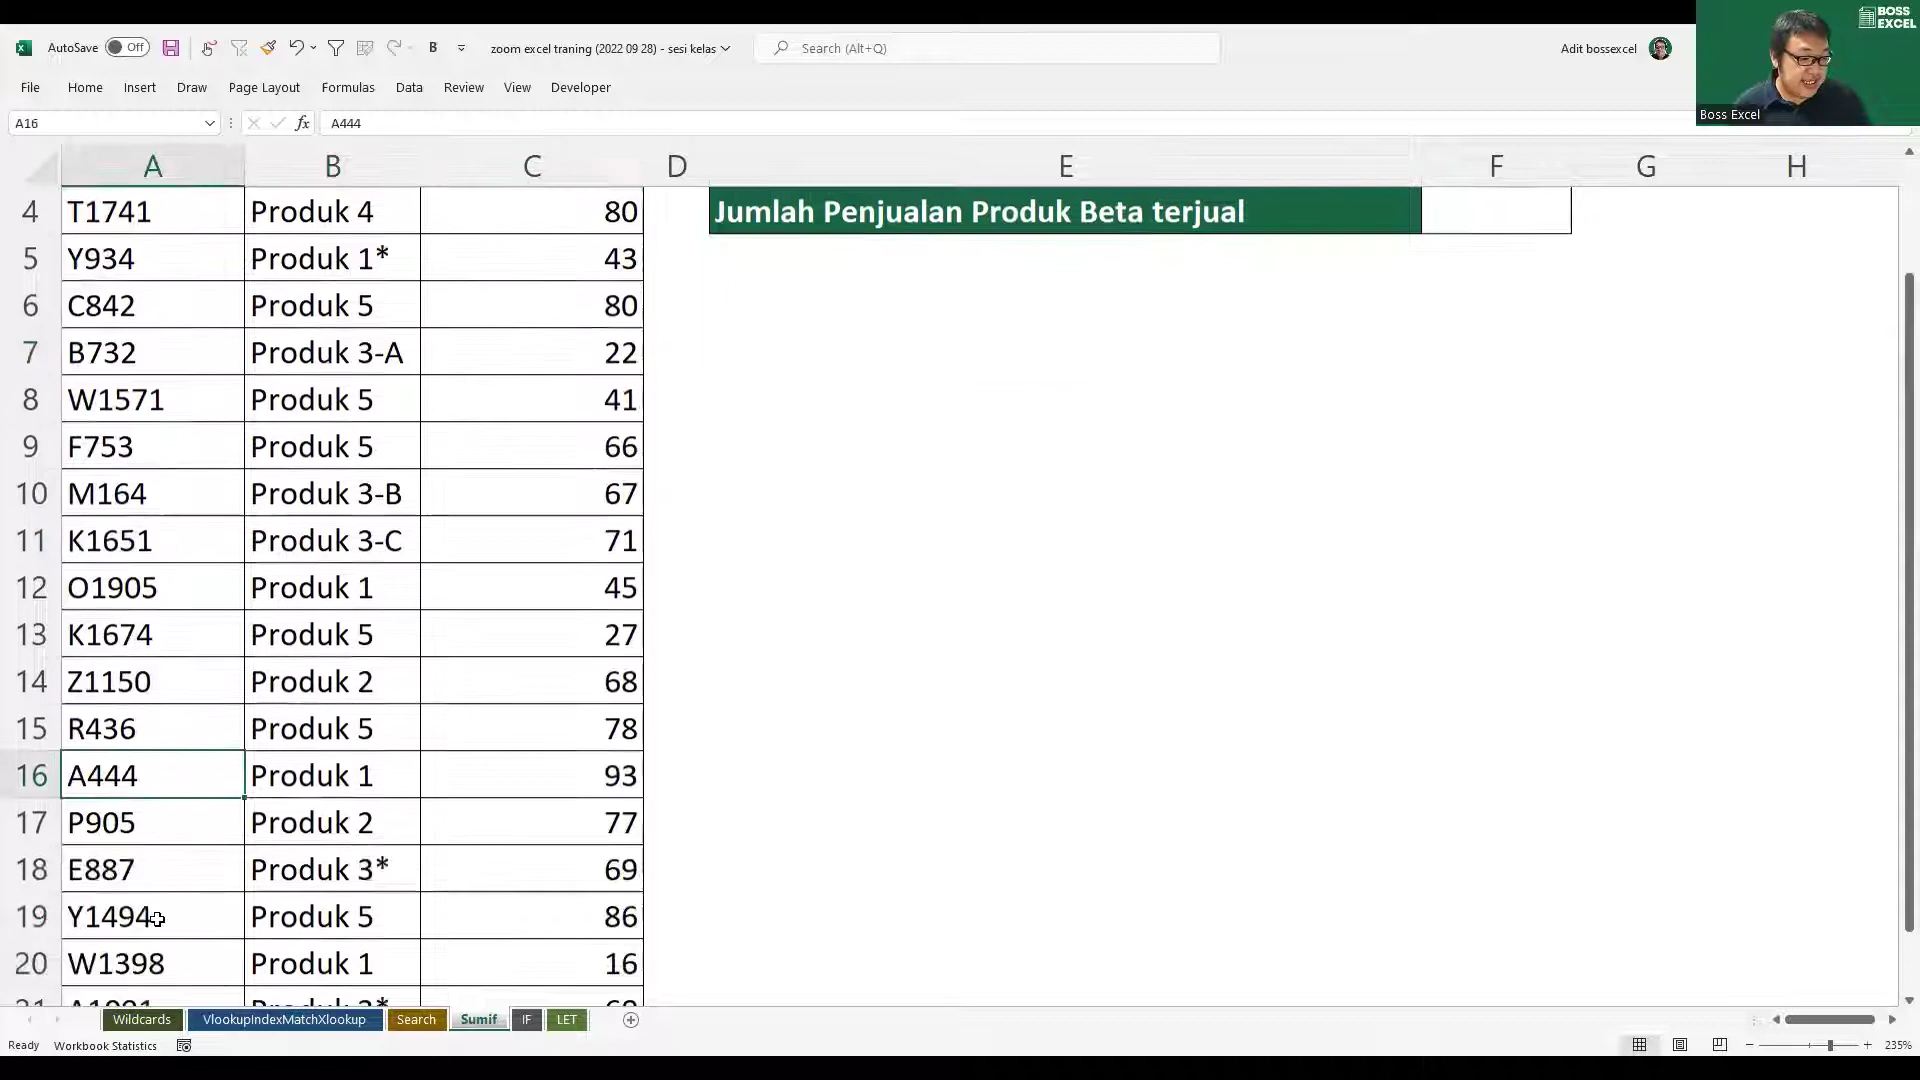 BOSS
EXCEL
AutoSave Off B zoom excel traning (2022 09 28) - sesi kelas Search (Alt+Q) Adit bossexcel
File Home Insert Draw Page Layout Formulas Data Review View Developer
Boss Excel
A16 fx A444
A B C D E F G H
4 T1741 Produk 4 80 Jumlah Penjualan Produk Beta terjual
5 Y934 Produk 1* 43
6 C842 Produk 5 80
7 B732 Produk 3-A 22
8 W1571 Produk 5 41
9 F753 Produk 5 66
10 M164 Produk 3-B 67
11 K1651 Produk 3-C 71
12 O1905 Produk 1 45
13 K1674 Produk 5 27
14 Z1150 Produk 2 68
15 R436 Produk 5 78
16 A444 Produk 1 93
17 P905 Produk 2 77
18 E887 Produk 3* 69
19 Y1494 Produk 5 86
20 W1398 Produk 1 16
Wildcards VlookupIndexMatchXlookup Search Sumif IF LET
Ready Workbook Statistics 235%